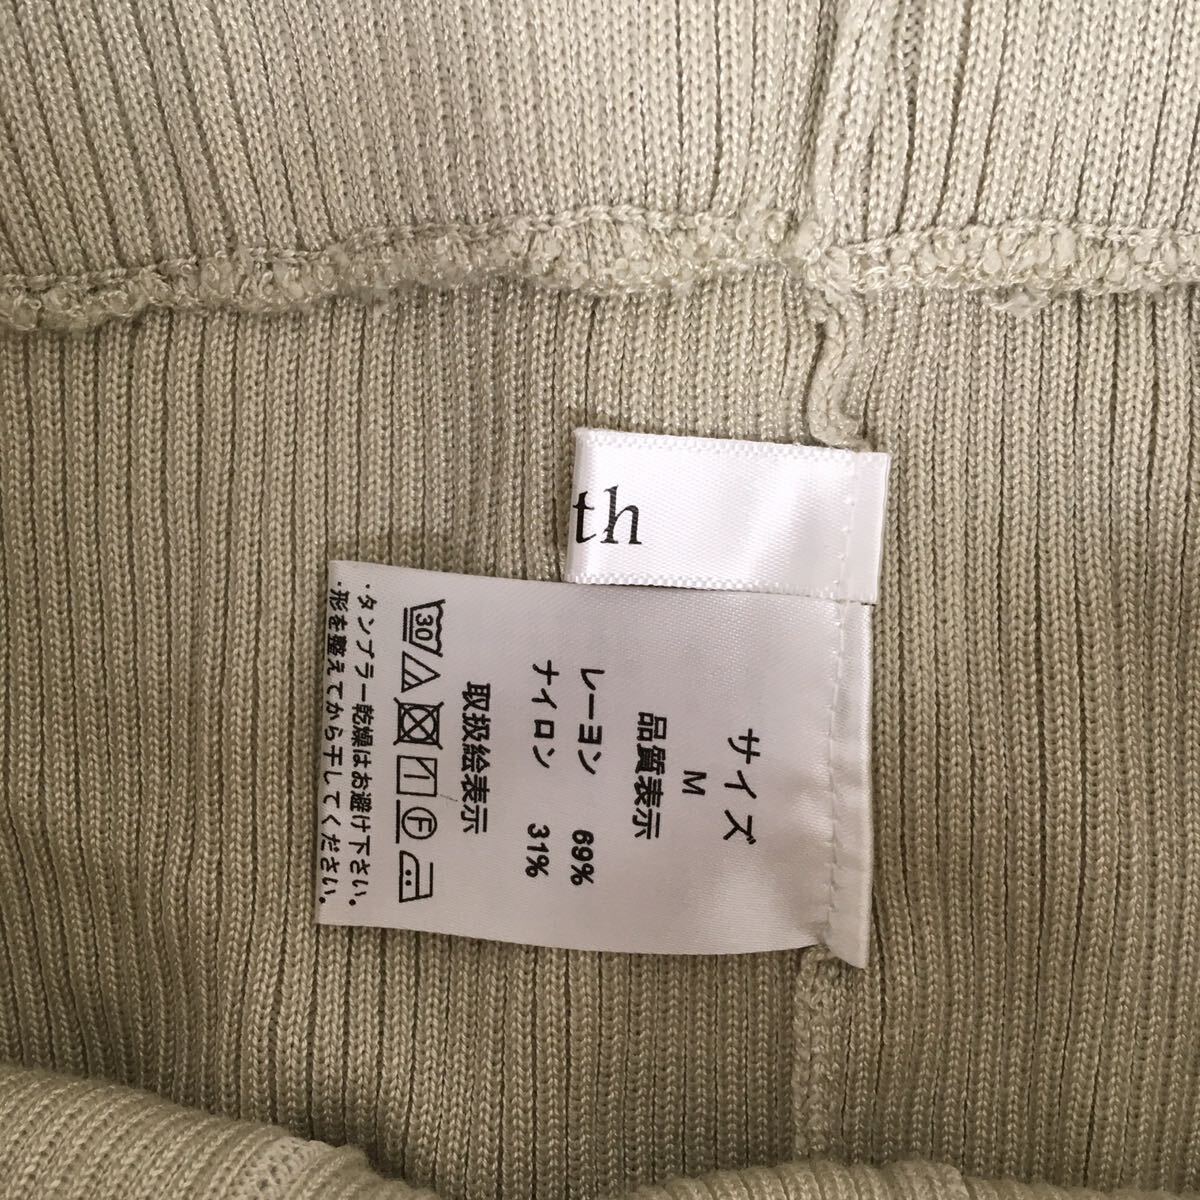 th
サイズ
M
品質表示
レーヨン 69%
ナイロン 31%
取扱絵表示
30
F
・タンブラー乾燥はお避け下さい。
・形を整えてから干してください。